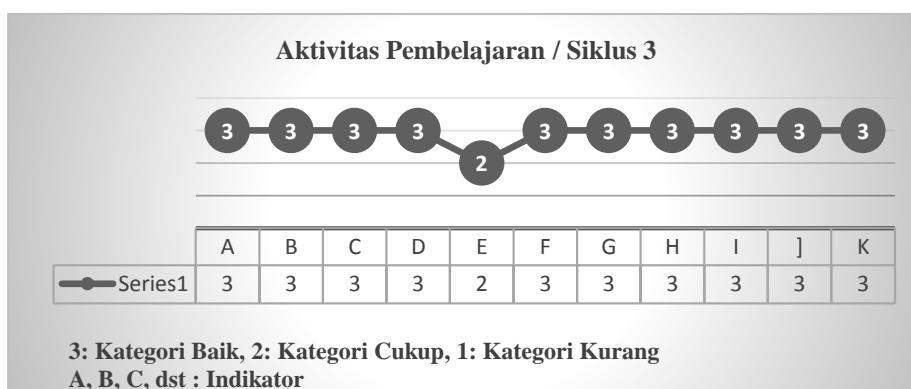 Aktivitas Pembelajaran / Siklus 3
3 3 3 3 2 3 3 3 3 3 3
A B C D E F G H I ] K
Series1 3 3 3 3 2 3 3 3 3 3 3
3: Kategori Baik, 2: Kategori Cukup, 1: Kategori Kurang
A, B, C, dst : Indikator